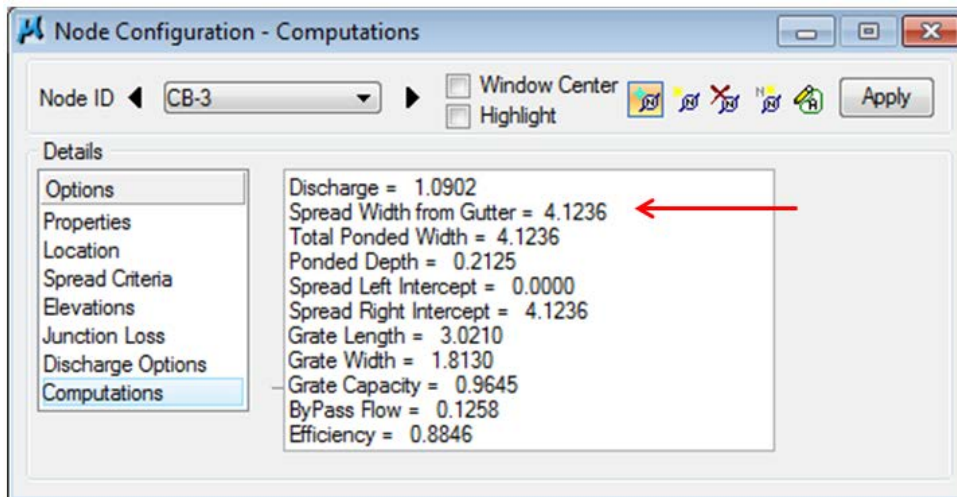 Node Configuration - Computations
Node ID CB-3 Window Center Apply
Highlight
Details
Options
Properties
Location
Spread Criteria
Elevations
Junction Loss
Discharge Options
Computations
Discharge = 1.0902
Spread Width from Gutter = 4.1236
Total Ponded Width = 4.1236
Ponded Depth = 0.2125
Spread Left Intercept = 0.0000
Spread Right Intercept = 4.1236
Grate Length = 3.0210
Grate Width = 1.8130
Grate Capacity = 0.9645
ByPass Flow = 0.1258
Efficiency = 0.8846